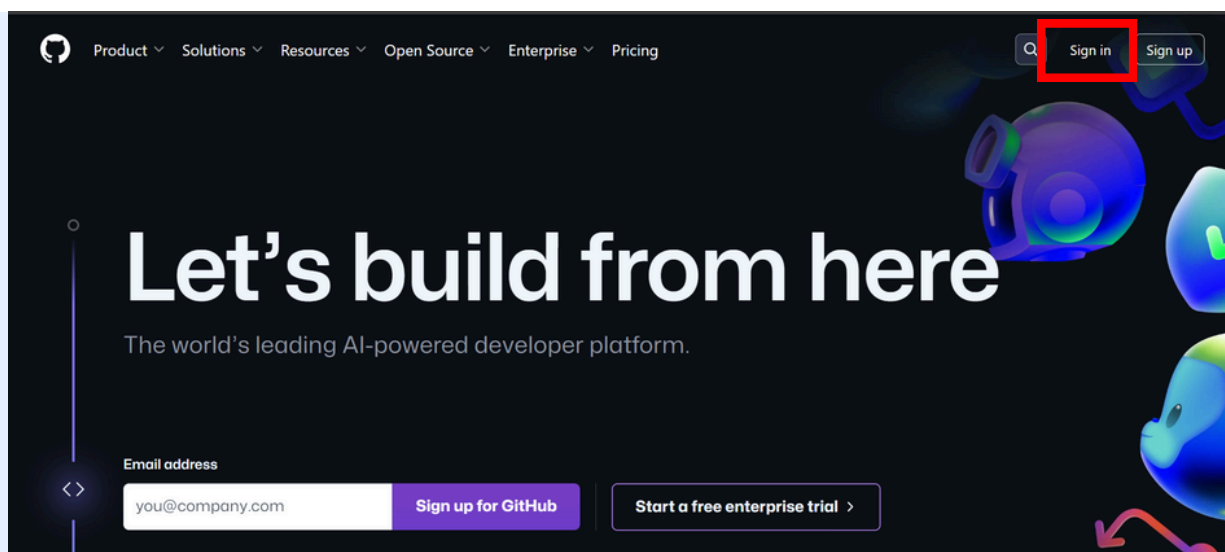 Product Solutions Resources Open Source Enterprise Pricing Sign in Sign up
Let's build from here
The world's leading AI-powered developer platform.
Email address
you@company.com Sign up for GitHub Start a free enterprise trial